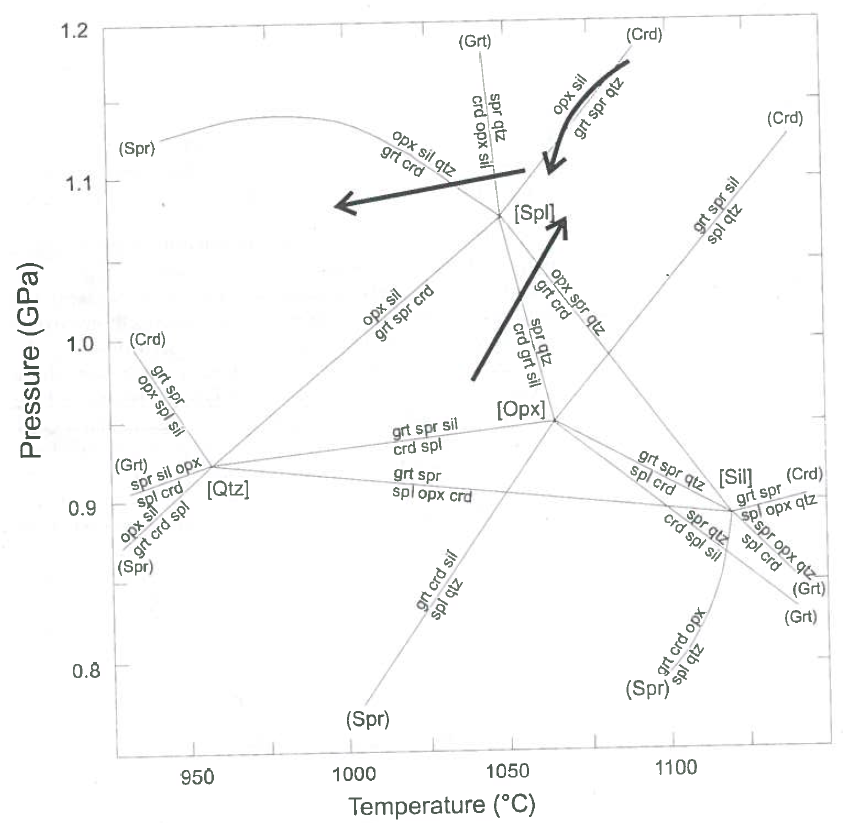 1.2
(Grt)
(Crd)
spr qtz
crd opx sil
opx sil
grt spr qtz
(Spr)
opx sil qtz
grt crd
(Crd)
1.1
[Spl]
grt spr sil
spl qtz
opx sil
grt spr crd
opx spr qtz
grt crd
spr qtz
crd grt sil
Pressure (GPa)
1.0
(Crd)
grt spr
opx spl sil
[Opx]
grt spr sil
crd spl
(Grt)
spr sil opx
spl crd
[Qtz]
grt spr
spl opx crd
grt spr qtz
spl crd
[Sil]
(Crd)
grt spr
spl opx qtz
0.9
opx sil
grt crd spl
(Spr)
spr qtz
crd spl sil
spr opx qtz
spl crd
(Grt)
(Grt)
grt crd sil
spl qtz
grt crd opx
spl qtz
0.8
(Spr)
(Spr)
950
1000
1050
1100
Temperature (°C)